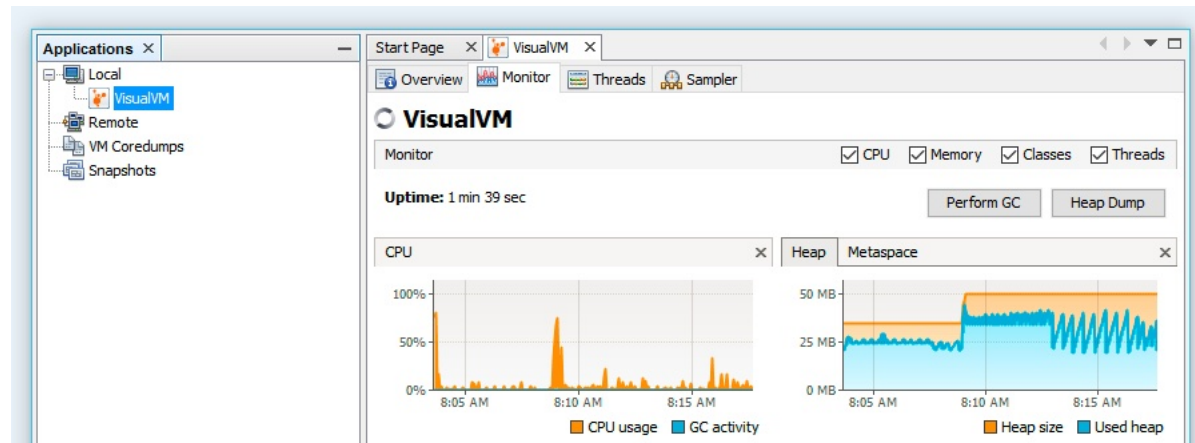 Applications
Local
VisualVM
Remote
VM Coredumps
Snapshots
Start Page VisualVM
Overview Monitor Threads Sampler
VisualVM
Monitor CPU Memory Classes Threads
Uptime: 1 min 39 sec Perform GC Heap Dump
CPU
100%
50%
0%
8:05 AM 8:10 AM 8:15 AM
CPU usage GC activity
Heap Metaspace
50 MB
25 MB
0 MB
8:05 AM 8:10 AM 8:15 AM
Heap size Used heap